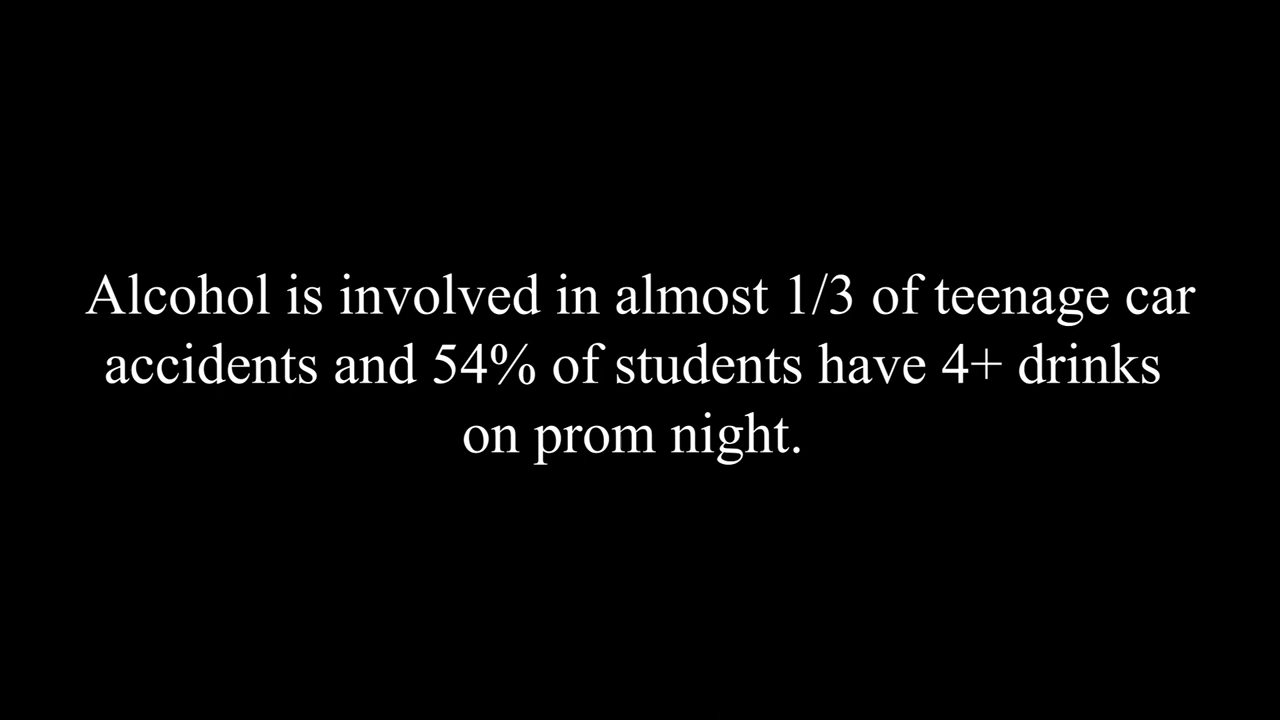 Alcohol is involved in almost 1/3 of teenage car
accidents and 54% of students have 4+ drinks
on prom night.